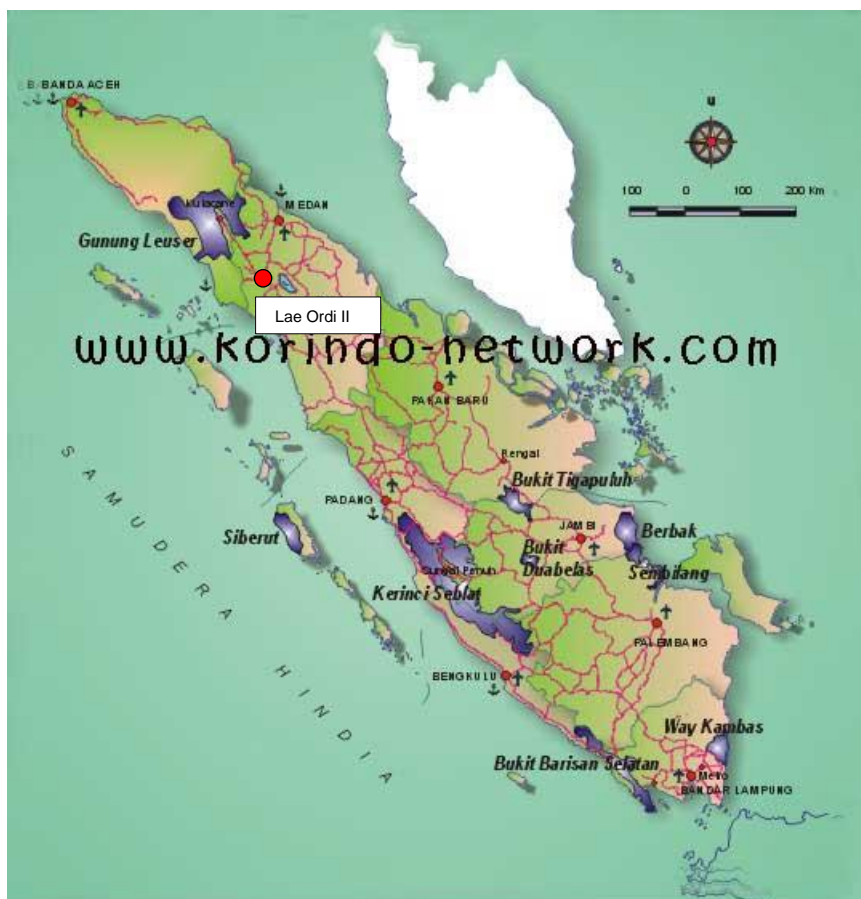 B/BANDA ACEH
U
100 0 100 200 Km
MEDAN
Gunung Leuser
Lae Ordi II
www.korindo-network.com
PAKAN BARU
Rengat
Bukit Tigapuluh
PADANG
JAMBI
Siberut
Bukit
Duabelas
Berbak
Sembilang
Sungai Penuh
Kerinci Seblat
PALEMBANG
SAMUDERA HINDIA
BENGKULU
Way Kambas
Bukit Barisan Selatan
Metro
BANDAR LAMPUNG